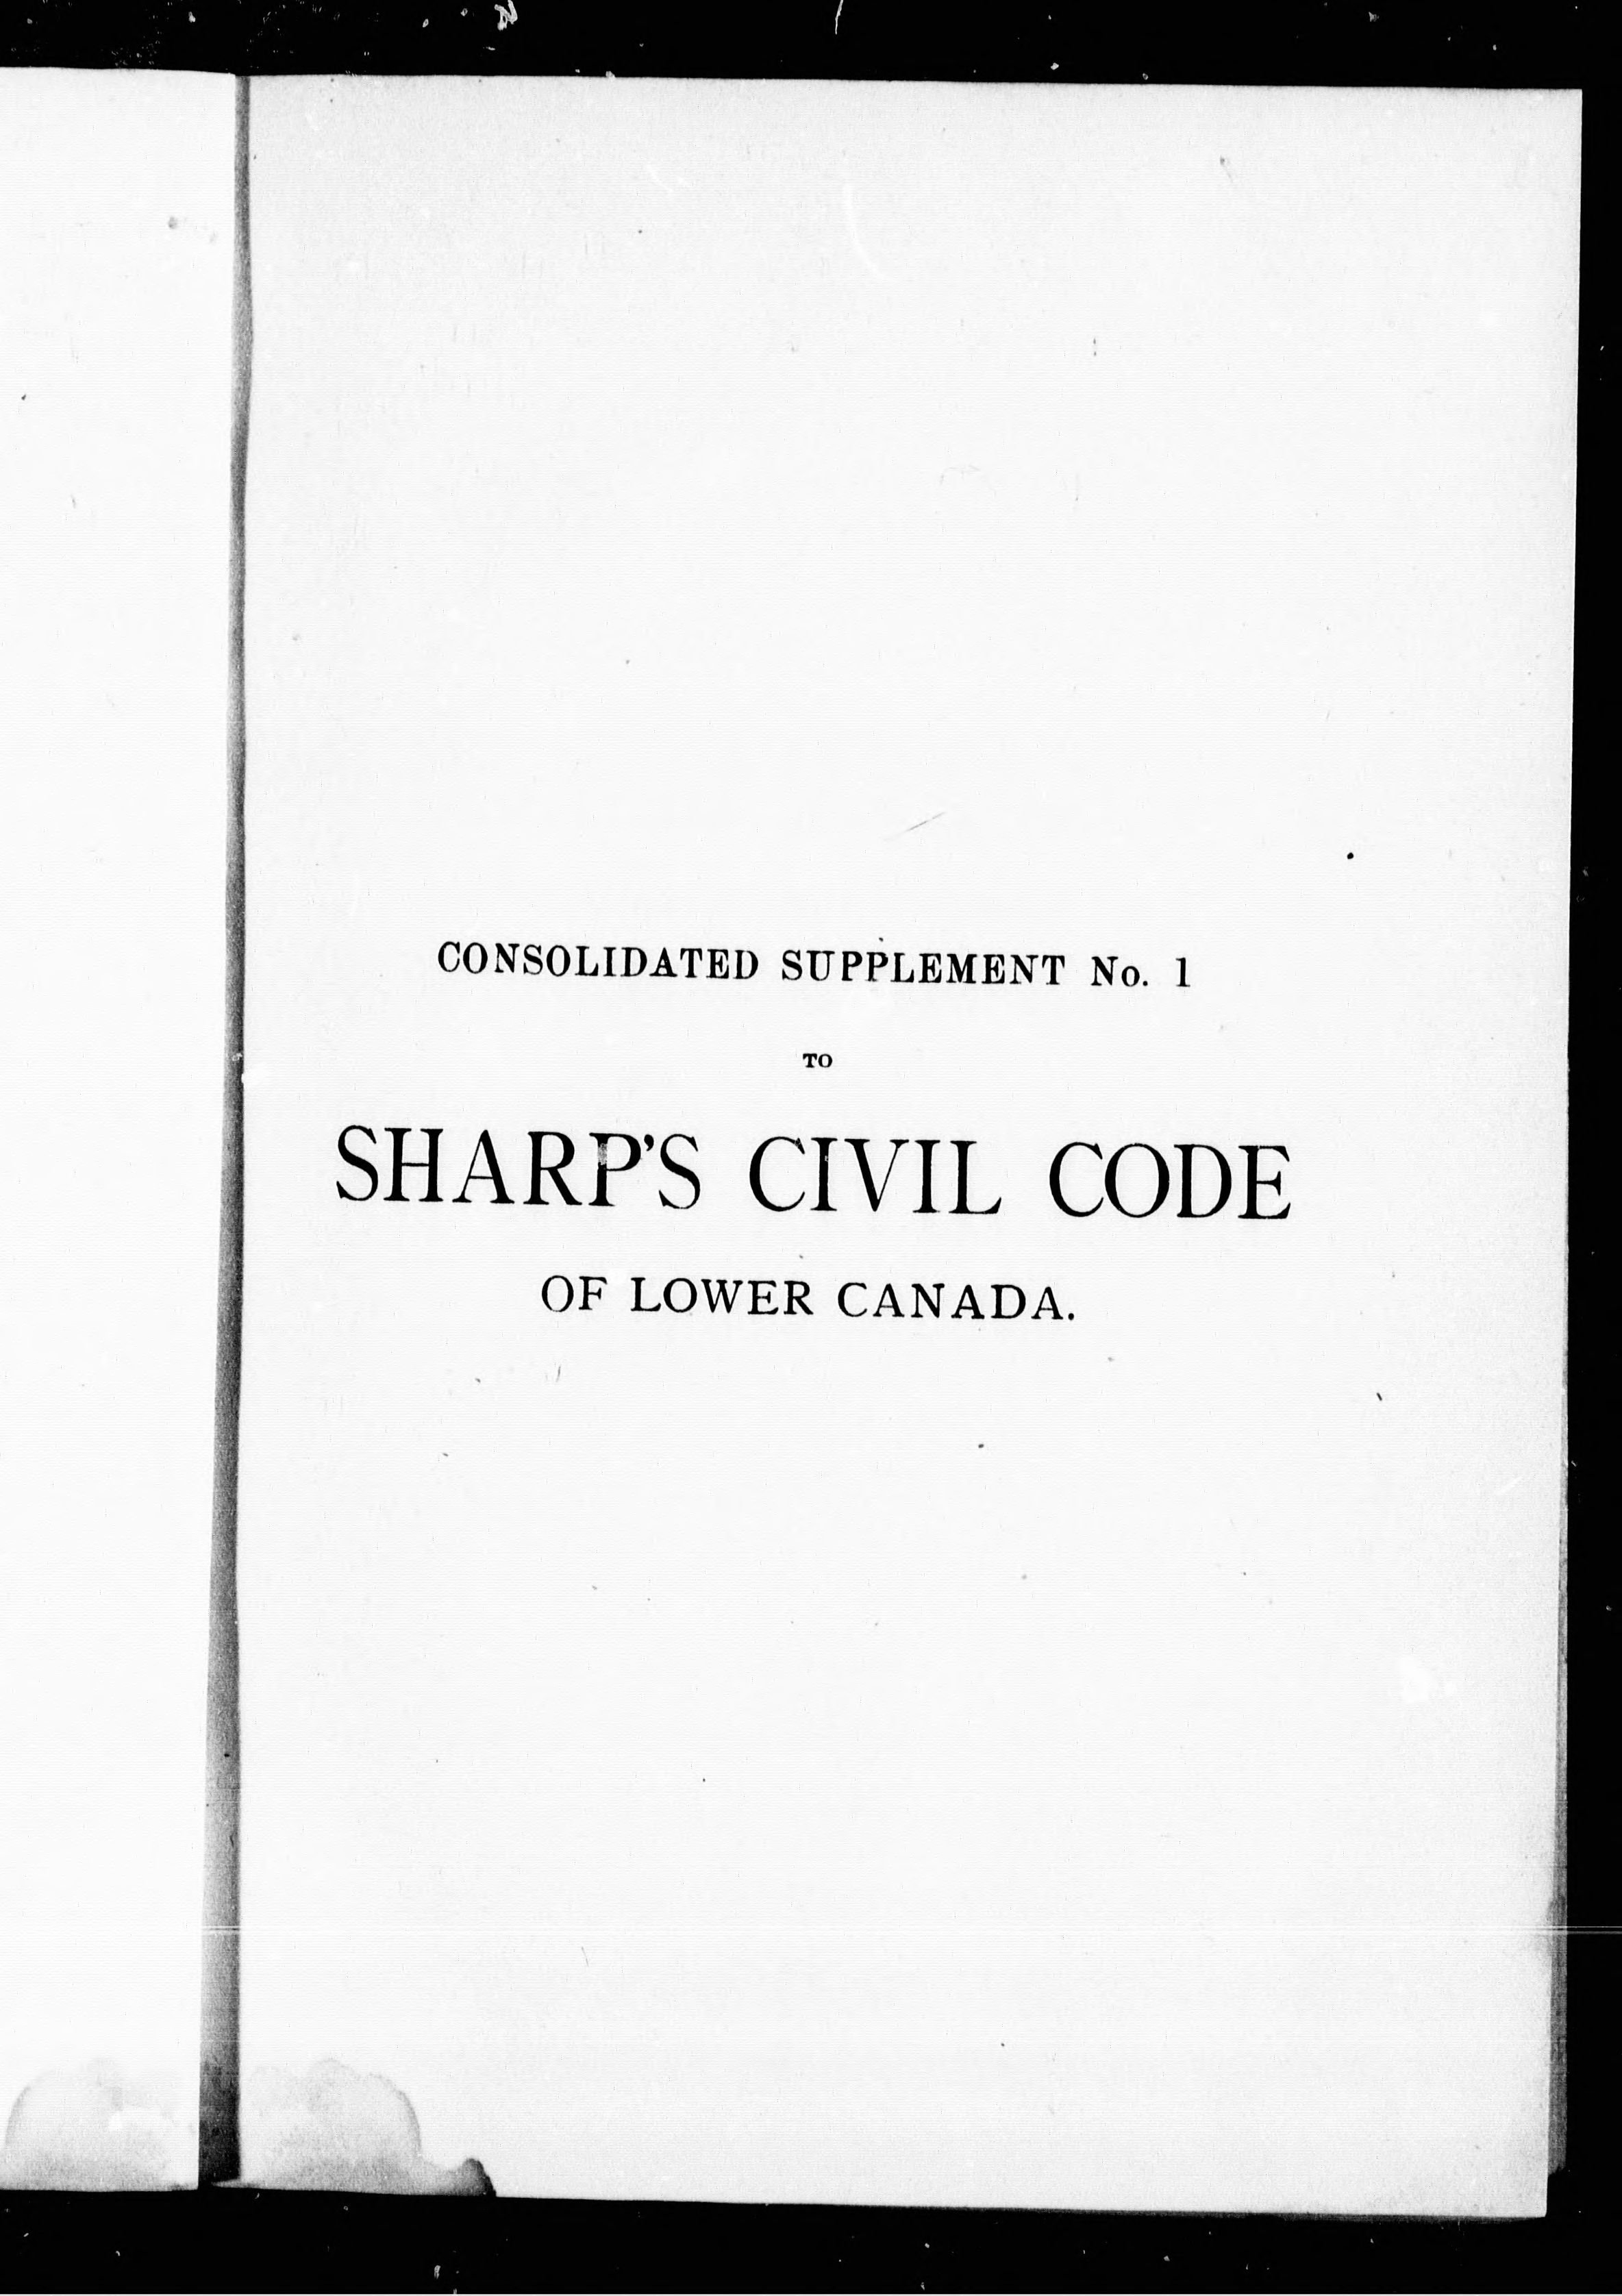 CONSOLIDATED SUPPLEMENT No. 1
TO
SHARP'S CIVIL CODE
OF LOWER CANADA.